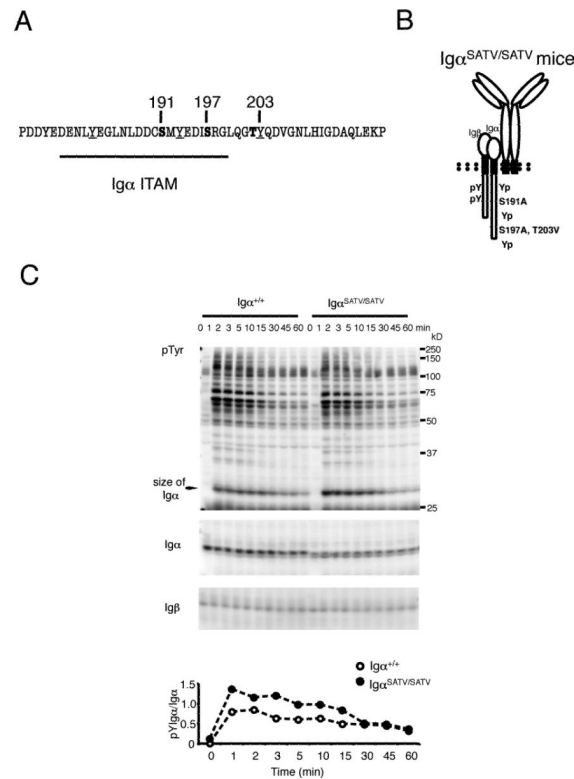 A
191 197 203
PDDYEDENLYEGLNLDDCSMYEDISRGLQGTYQDVGNLHIGDAQLEKP
Igα ITAM
B
IgαSATV/SATV mice
Igβ Igα
pY Yp
pY S191A
Yp
S197A, T203V
Yp
C
Igα+/+ IgαSATV/SATV
0 1 2 3 5 10 15 30 45 60 0 1 2 3 5 10 15 30 45 60 min
kD
pTyr
250
150
100
75
50
37
size of
Igα
25
Igα
Igβ
Igα+/+
IgαSATV/SATV
pYIgα/Igα
1.5
1.0
0.5
0
0 1 2 3 5 10 15 30 45 60
Time (min)